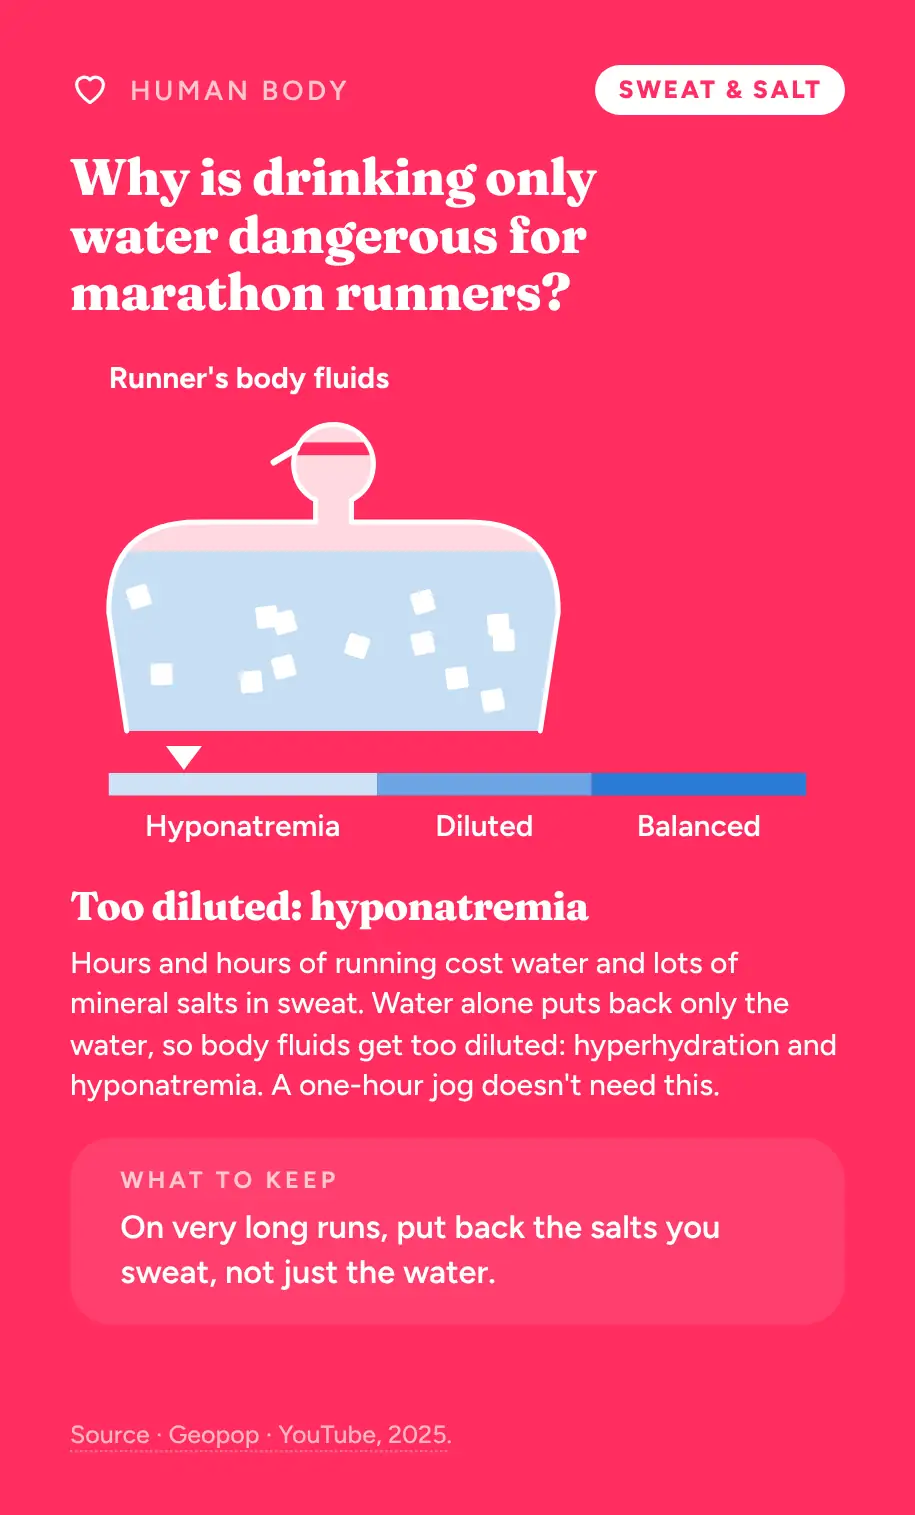 HUMAN BODY
SWEAT & SALT
Why is drinking only
water dangerous for
marathon runners?
Runner's body fluids
Hyponatremia
Diluted
Balanced
Too diluted: hyponatremia
Hours and hours of running cost water and lots of
mineral salts in sweat. Water alone puts back only the
water, so body fluids get too diluted: hyperhydration and
hyponatremia. A one-hour jog doesn't need this.
WHAT TO KEEP
On very long runs, put back the salts you
sweat, not just the water.
Source · Geopop · YouTube, 2025.